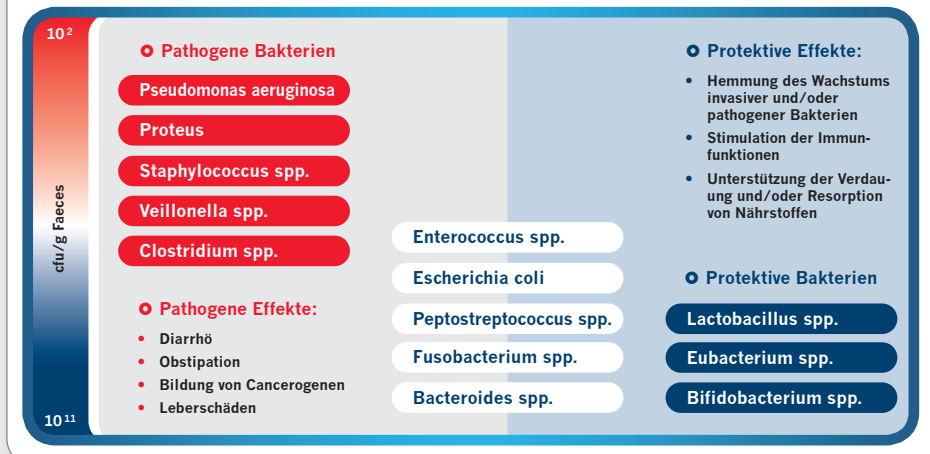 10²
cfu/g Faeces
10¹¹
Pathogene Bakterien
Pseudomonas aeruginosa
Proteus
Staphylococcus spp.
Veillonella spp.
Clostridium spp.
Pathogene Effekte:
• Diarrhö
• Obstipation
• Bildung von Cancerogenen
• Leberschäden
Enterococcus spp.
Escherichia coli
Peptostreptococcus spp.
Fusobacterium spp.
Bacteroides spp.
Protektive Effekte:
• Hemmung des Wachstums
invasiver und/oder
pathogener Bakterien
• Stimulation der Immun-
funktionen
• Unterstützung der Verdau-
ung und/oder Resorption
von Nährstoffen
Protektive Bakterien
Lactobacillus spp.
Eubacterium spp.
Bifidobacterium spp.